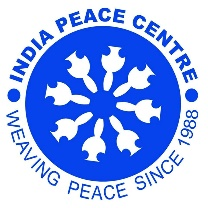 INDIA PEACE CENTRE
WEAVING PEACE SINCE 1988